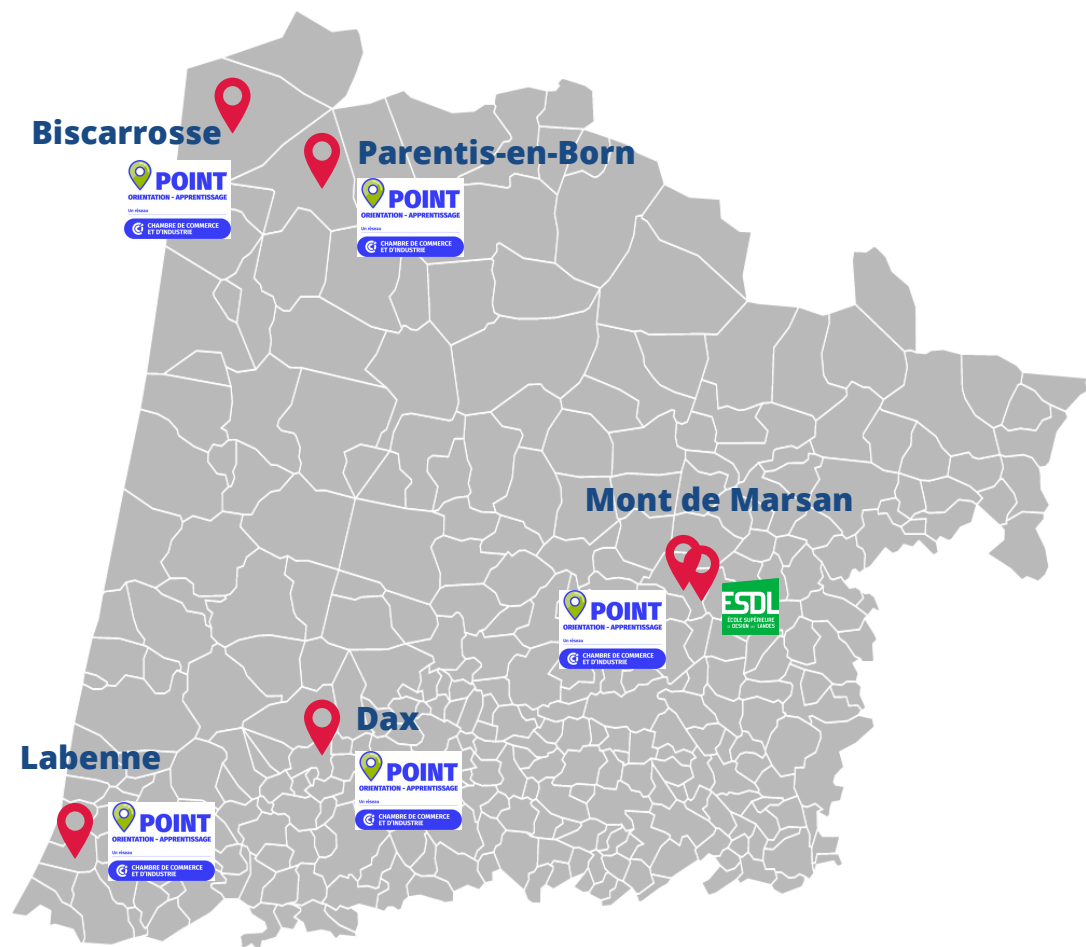 Biscarrosse
POINT
ORIENTATION - APPRENTISSAGE
Un réseau
CHAMBRE DE COMMERCE
ET D'INDUSTRIE
Parentis-en-Born
POINT
ORIENTATION - APPRENTISSAGE
Un réseau
CHAMBRE DE COMMERCE
ET D'INDUSTRIE
Mont de Marsan
POINT
ORIENTATION - APPRENTISSAGE
Un réseau
CHAMBRE DE COMMERCE
ET D'INDUSTRIE
ESDL
ÉCOLE SUPÉRIEURE
DE DESIGN DES LANDES
Dax
POINT
ORIENTATION - APPRENTISSAGE
Un réseau
CHAMBRE DE COMMERCE
ET D'INDUSTRIE
Labenne
POINT
ORIENTATION - APPRENTISSAGE
Un réseau
CHAMBRE DE COMMERCE
ET D'INDUSTRIE